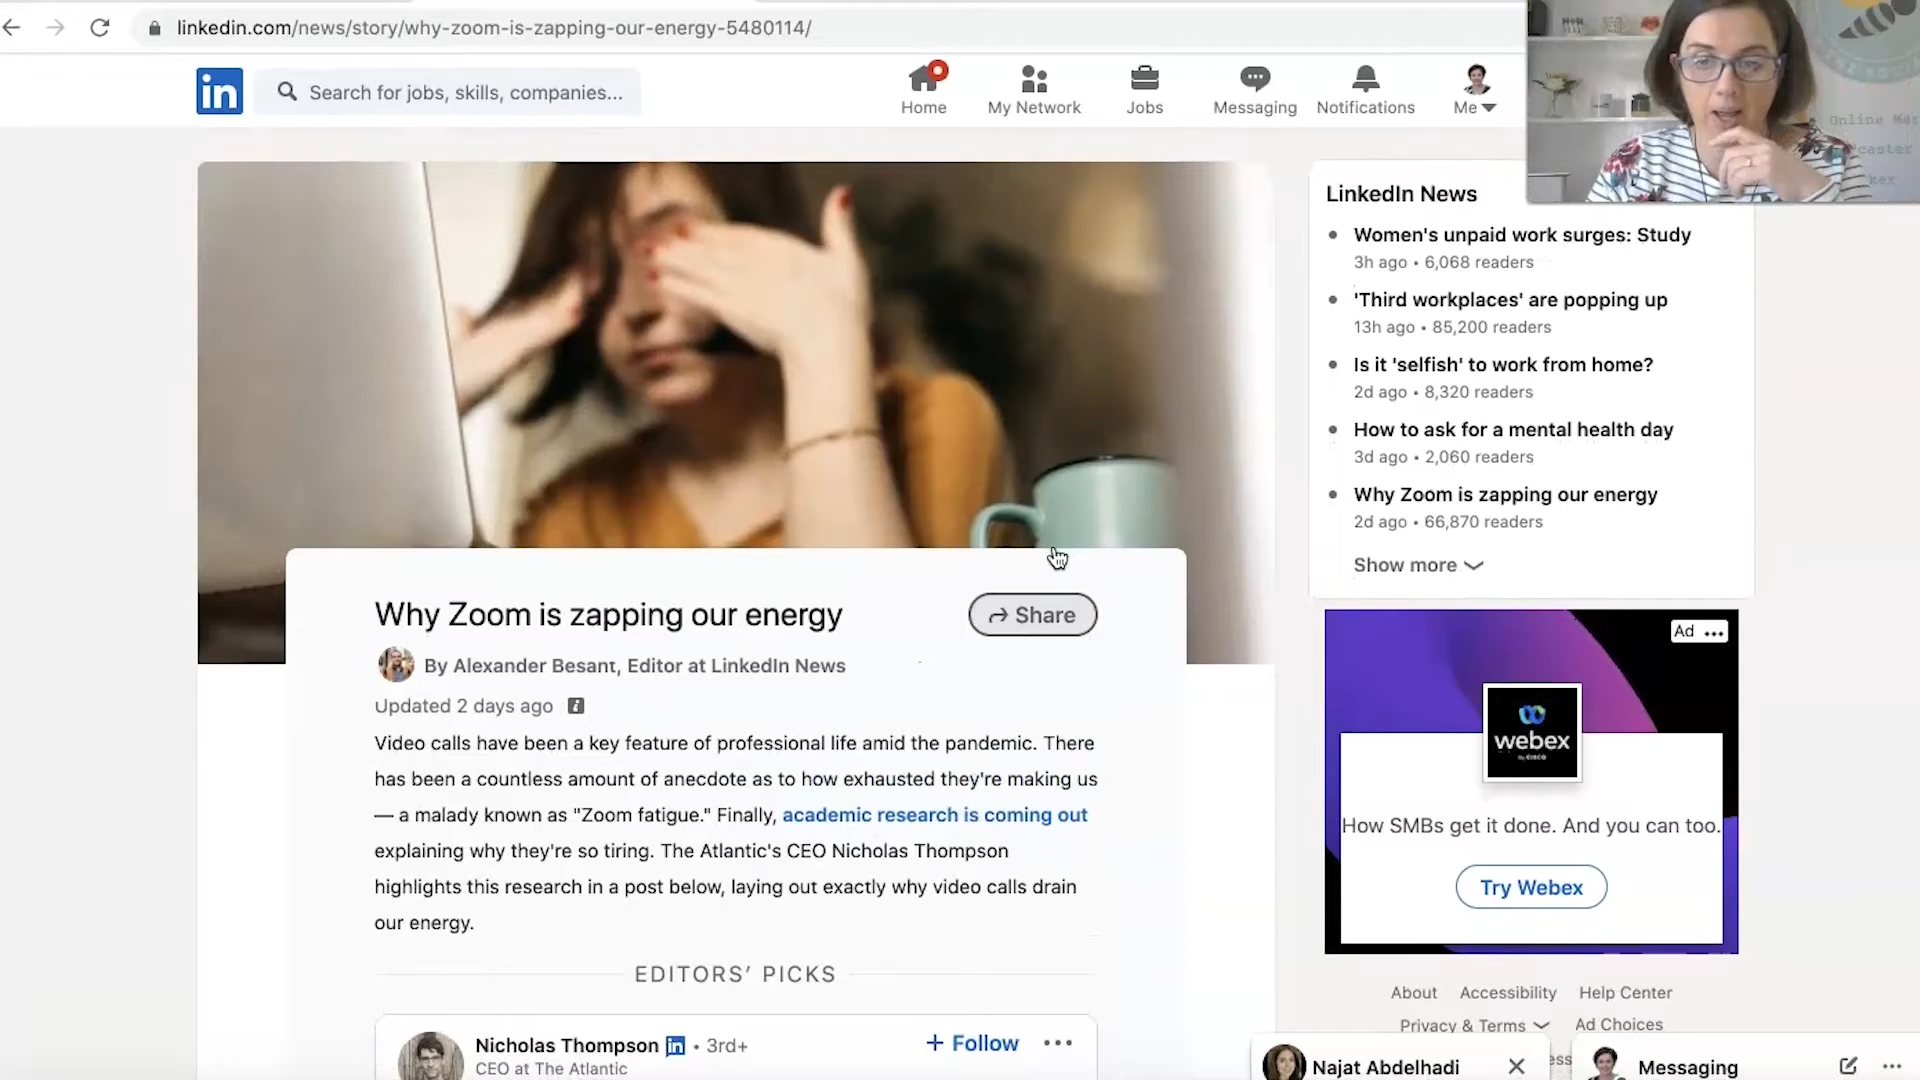 linkedin.com/news/story/why-zoom-is-zapping-our-energy-5480114/
in
Search for jobs, skills, companies...
Home
My Network
Jobs
Messaging
Notifications
Me
Online
caster
LinkedIn News
Women's unpaid work surges: Study
3h ago • 6,068 readers
'Third workplaces' are popping up
13h ago • 85,200 readers
Is it 'selfish' to work from home?
2d ago • 8,320 readers
How to ask for a mental health day
3d ago • 2,060 readers
Why Zoom is zapping our energy
2d ago • 66,870 readers
Show more
Why Zoom is zapping our energy
Share
By Alexander Besant, Editor at LinkedIn News
Updated 2 days ago
Video calls have been a key feature of professional life amid the pandemic. There
has been a countless amount of anecdote as to how exhausted they're making us
— a malady known as "Zoom fatigue." Finally, academic research is coming out
explaining why they're so tiring. The Atlantic's CEO Nicholas Thompson
highlights this research in a post below, laying out exactly why video calls drain
our energy.
EDITORS' PICKS
Nicholas Thompson in • 3rd+
CEO at The Atlantic
+ Follow
Ad
webex
by CISCO
How SMBs get it done. And you can too.
Try Webex
About Accessibility Help Center
Privacy & Terms Ad Choices
Najat Abdelhadi
Messaging